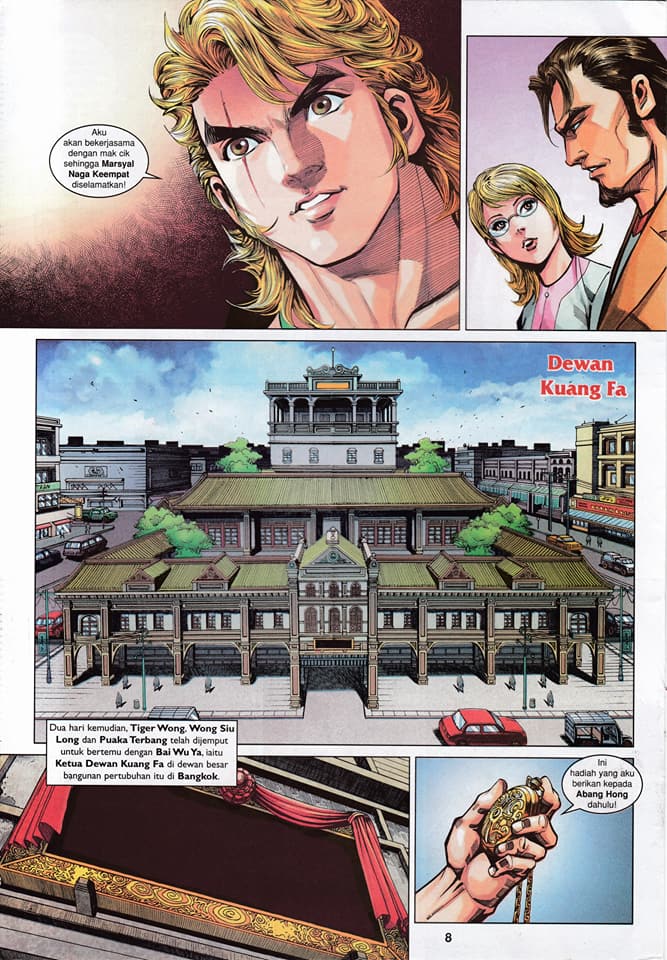 Aku
akan bekerjasama
dengan mak cik
sehingga Marsyal
Naga Keempat
diselamatkan!
Dewan
Kuang Fa
Dua hari kemudian, Tiger Wong, Wong Siu
Long dan Puaka Terbang telah dijemput
untuk bertemu dengan Bai Wu Ya, iaitu
Ketua Dewan Kuang Fa di dewan besar
bangunan pertubuhan itu di Bangkok.
Ini
hadiah yang aku
berikan kepada
Abang Hong
dahulu!
8